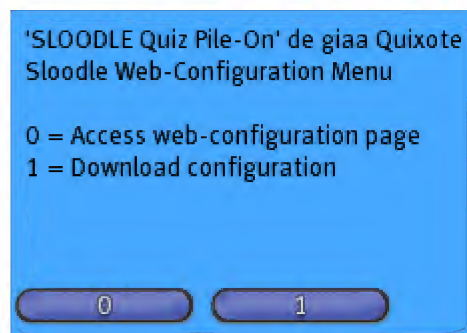 'SLOODLE Quiz Pile-On' de giaa Quixote
Sloodle Web-Configuration Menu
0 = Access web-configuration page
1 = Download configuration
0 1